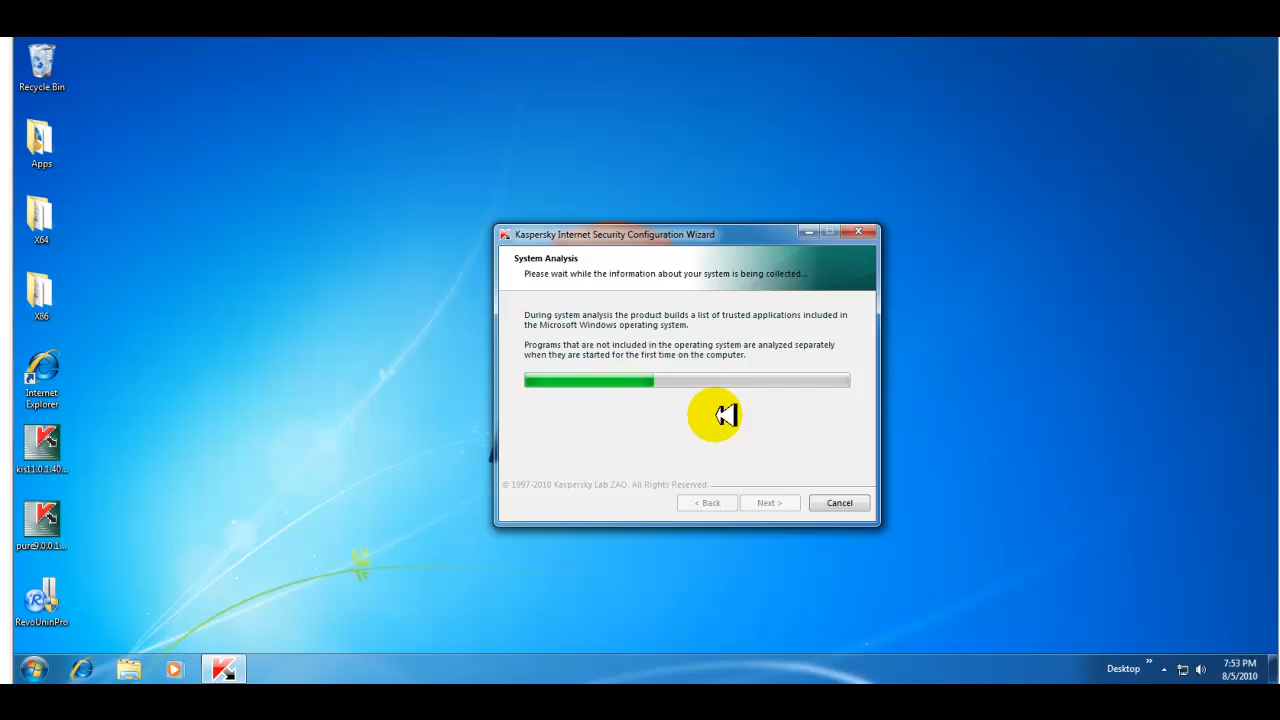 Recycle Bin
Apps
X64
X86
Internet
Explorer
kis11.0.1.40...
pure9.0.0.1...
RevoUninPro
Kaspersky Internet Security Configuration Wizard
System Analysis
Please wait while the information about your system is being collected...
During system analysis the product builds a list of trusted applications included in
the Microsoft Windows operating system.
Programs that are not included in the operating system are analyzed separately
when they are started for the first time on the computer.
© 1997-2010 Kaspersky Lab ZAO. All Rights Reserved.
< Back
Next >
Cancel
Desktop
7:53 PM
8/5/2010